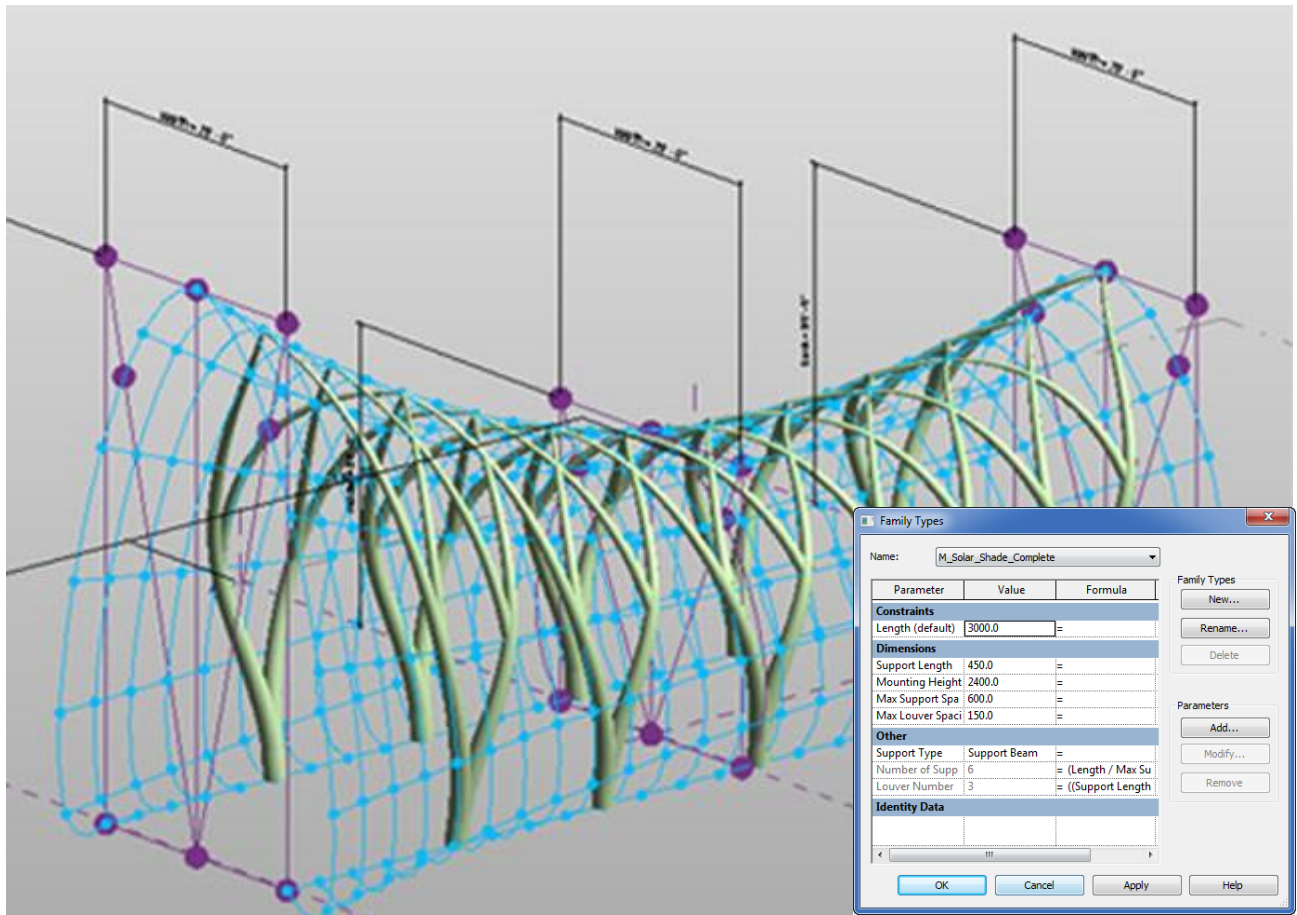 Family Types
Name: M_Solar_Shade_Complete
Parameter Value Formula
Constraints
Length (default) 3000.0 =
Dimensions
Support Length 450.0 =
Mounting Height 2400.0 =
Max Support Spa 600.0 =
Max Louver Spaci 150.0 =
Other
Support Type Support Beam =
Number of Supp 6 = (Length / Max Su
Louver Number 3 = ((Support Length
Identity Data
Family Types
New...
Rename...
Delete
Parameters
Add...
Modify...
Remove
OK Cancel Apply Help